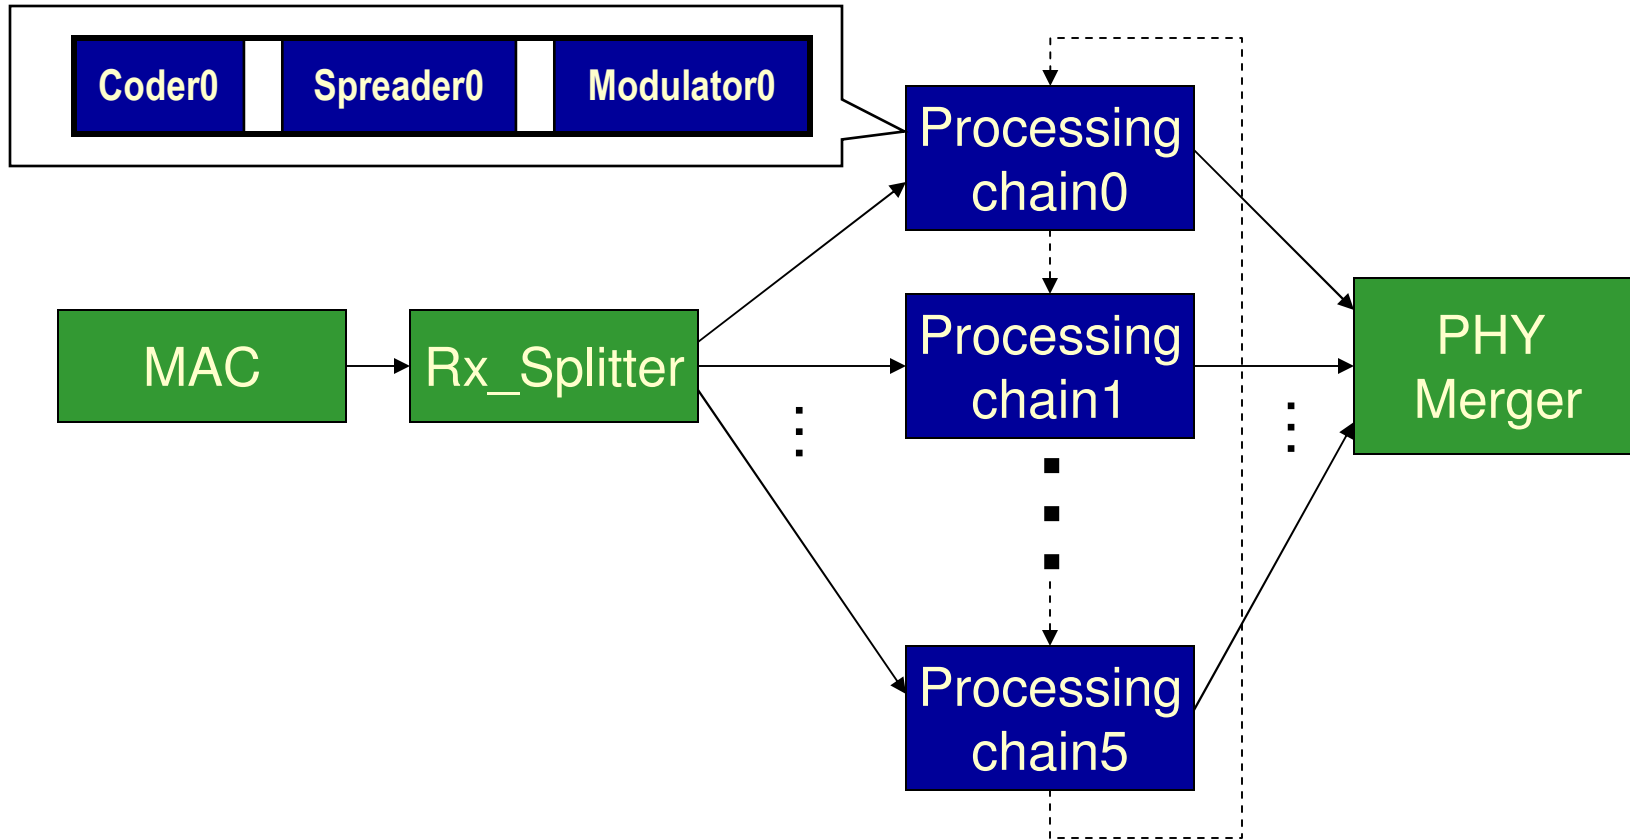 Coder0
Spreader0
Modulator0
Processing
chain0
MAC
Rx_Splitter
Processing
chain1
PHY
Merger
Processing
chain5